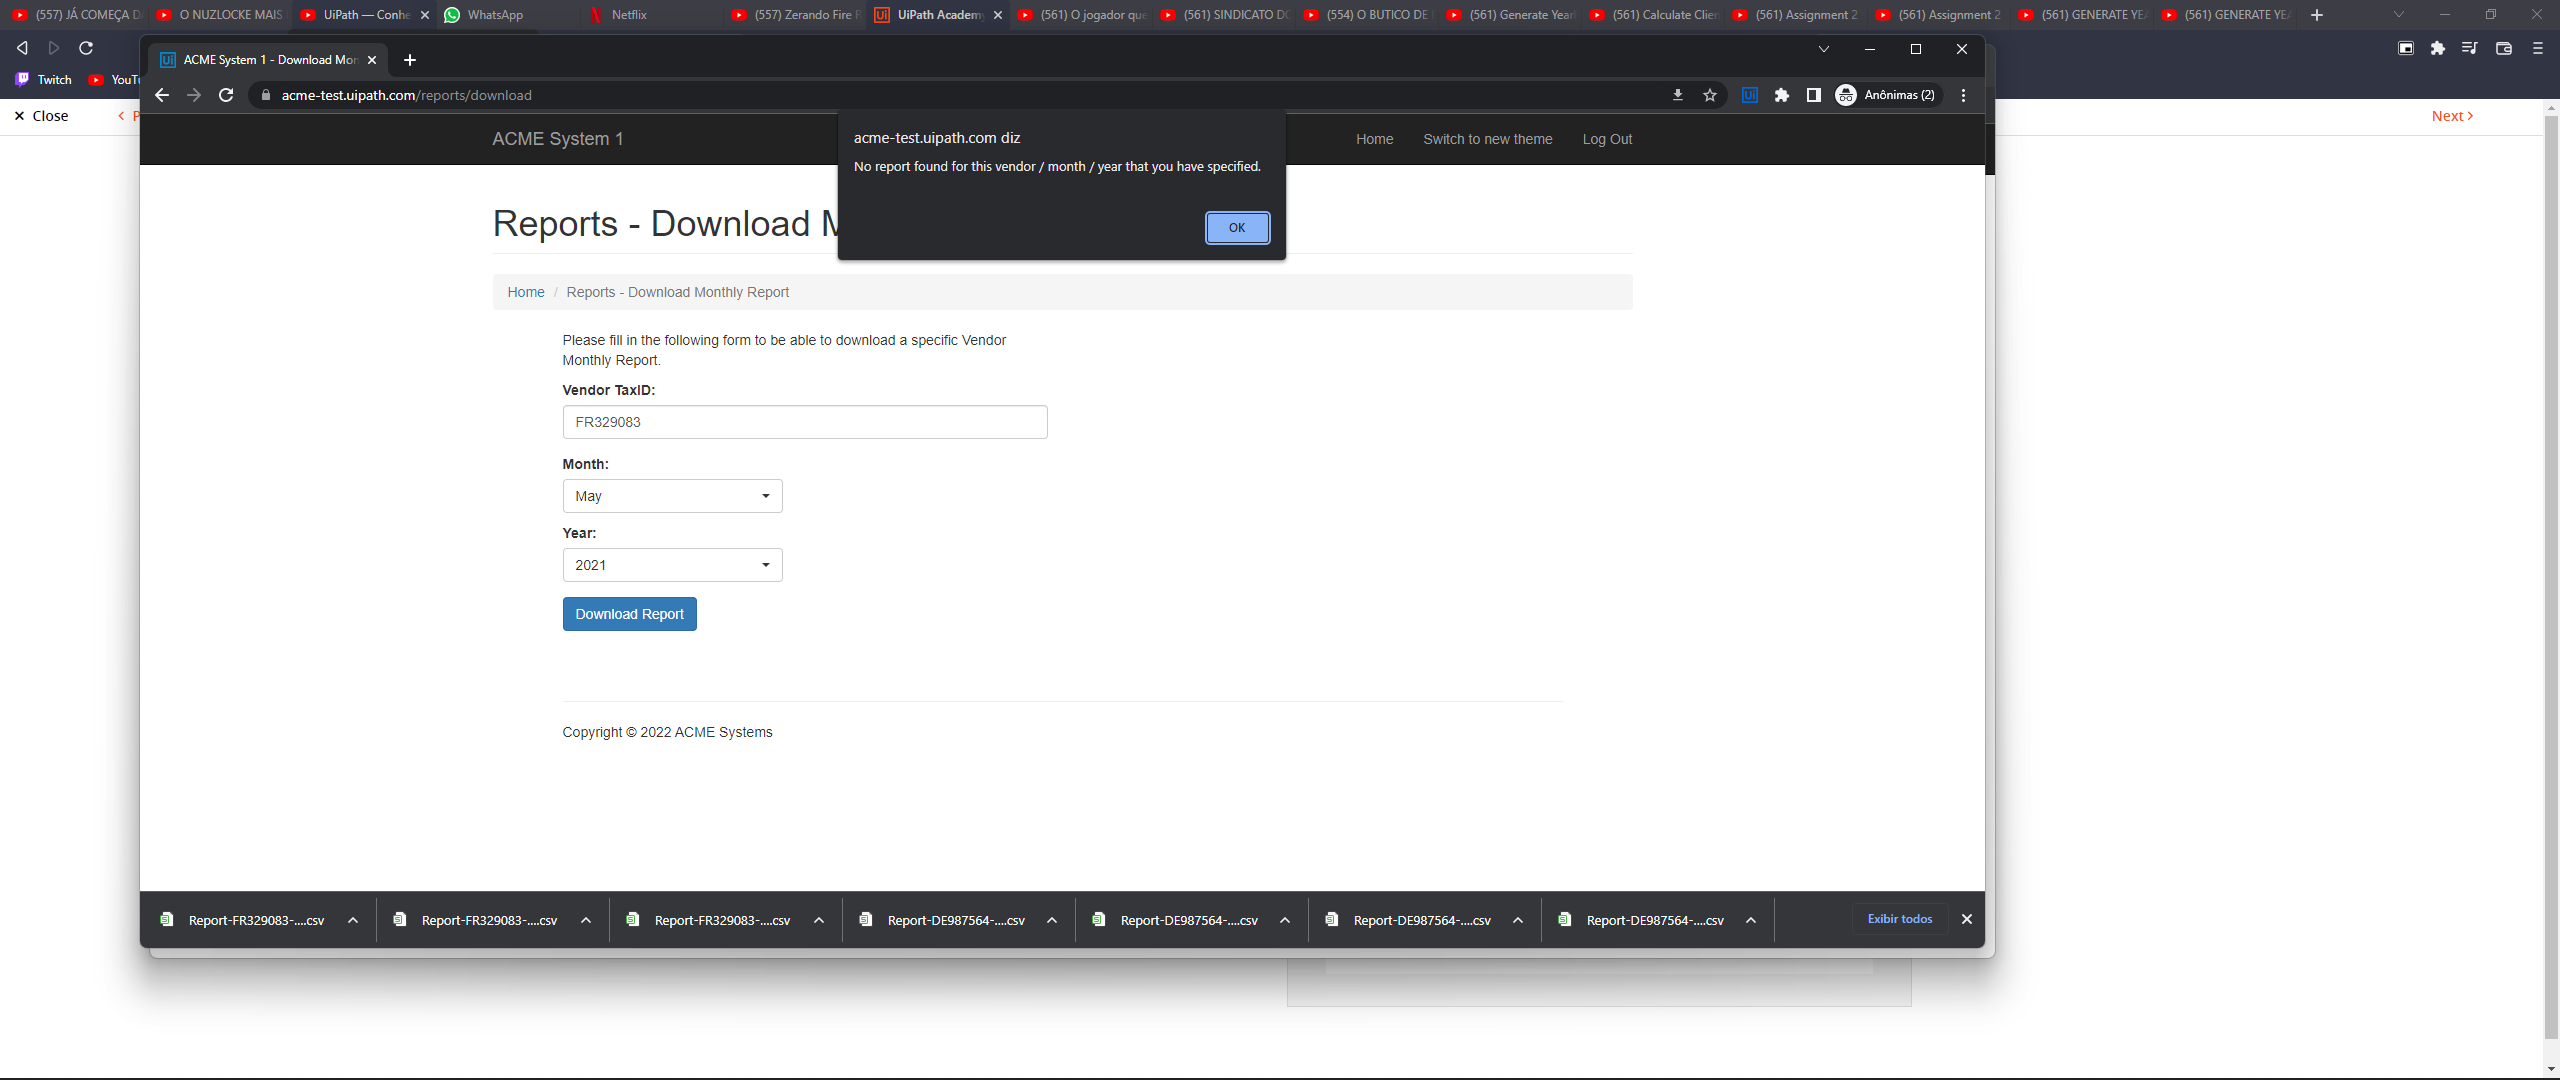 (557) JÁ COMEÇA D
O NUZLOCKE MAIS
UiPath — Conhe
WhatsApp
Netflix
(557) Zerando Fire R
UiPath Academy
(561) O jogador que
(561) SINDICATO DO
(554) O BUTICO DE
(561) Generate Yearl
(561) Calculate Clien
(561) Assignment 2
(561) Assignment 2
(561) GENERATE YEA
(561) GENERATE YEA
Twitch
YouTu
ACME System 1 - Download Mon
acme-test.uipath.com/reports/download
Anônimas (2)
Close
P
Next
ACME System 1
Home
Switch to new theme
Log Out
acme-test.uipath.com diz
No report found for this vendor / month / year that you have specified.
OK
Reports - Download M
Home / Reports - Download Monthly Report
Please fill in the following form to be able to download a specific Vendor
Monthly Report.
Vendor TaxID:
FR329083
Month:
May
Year:
2021
Download Report
Copyright © 2022 ACME Systems
Report-FR329083-....csv
Report-FR329083-....csv
Report-FR329083-....csv
Report-DE987564-....csv
Report-DE987564-....csv
Report-DE987564-....csv
Report-DE987564-....csv
Exibir todos